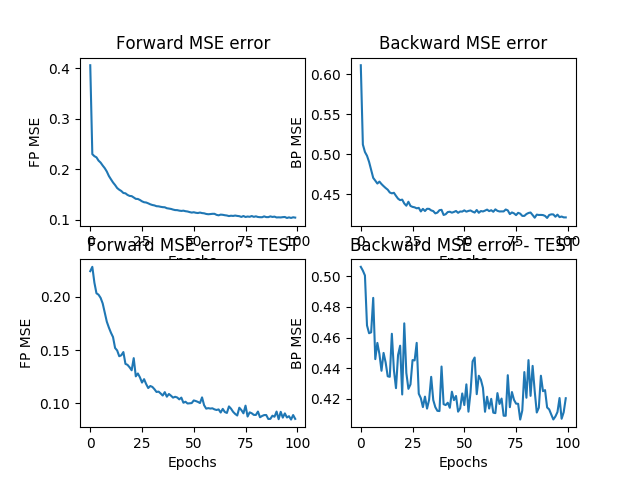 Forward MSE error
Backward MSE error
FP MSE
0.4
0.3
0.2
0.1
0 25 50 75 100
Epochs
BP MSE
0.60
0.55
0.50
0.45
0 25 50 75 100
Epochs
Forward MSE error - TEST
Backward MSE error - TEST
FP MSE
0.20
0.15
0.10
0 25 50 75 100
Epochs
BP MSE
0.50
0.48
0.46
0.44
0.42
0 25 50 75 100
Epochs